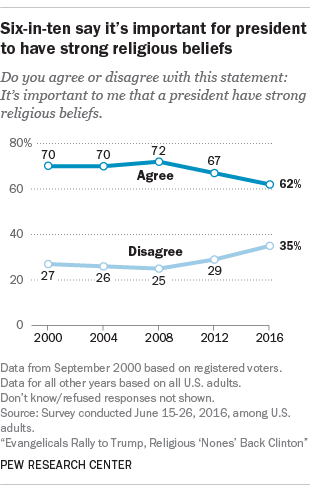 Six-in-ten say it’s important for president
to have strong religious beliefs
Do you agree or disagree with this statement:
It’s important to me that a president have strong
religious beliefs.
80%
70
70
72
67
Agree
62%
60
40
Disagree
35%
27
26
25
29
20
0
2000
2004
2008
2012
2016
Data from September 2000 based on registered voters.
Data for all other years based on all U.S. adults.
Don’t know/refused responses not shown.
Source: Survey conducted June 15-26, 2016, among U.S.
adults.
“Evangelicals Rally to Trump, Religious ‘Nones’ Back Clinton”
PEW RESEARCH CENTER